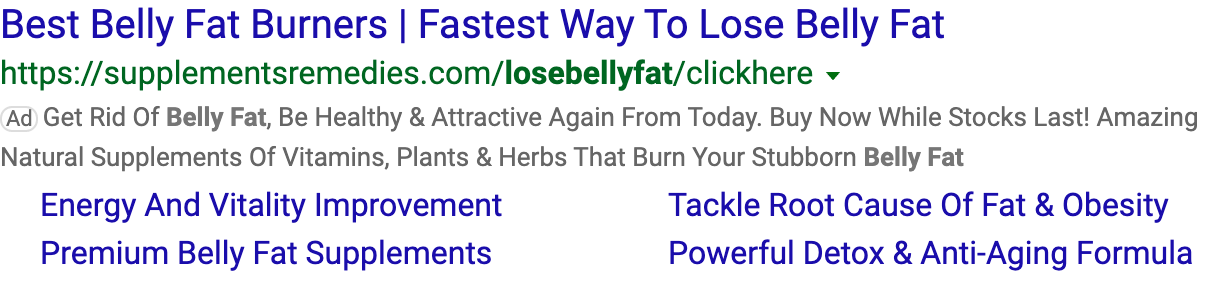 Best Belly Fat Burners | Fastest Way To Lose Belly Fat
https://supplementsremedies.com/losebellyfat/clickhere
Ad Get Rid Of Belly Fat, Be Healthy & Attractive Again From Today. Buy Now While Stocks Last! Amazing
Natural Supplements Of Vitamins, Plants & Herbs That Burn Your Stubborn Belly Fat
Energy And Vitality Improvement
Tackle Root Cause Of Fat & Obesity
Premium Belly Fat Supplements
Powerful Detox & Anti-Aging Formula